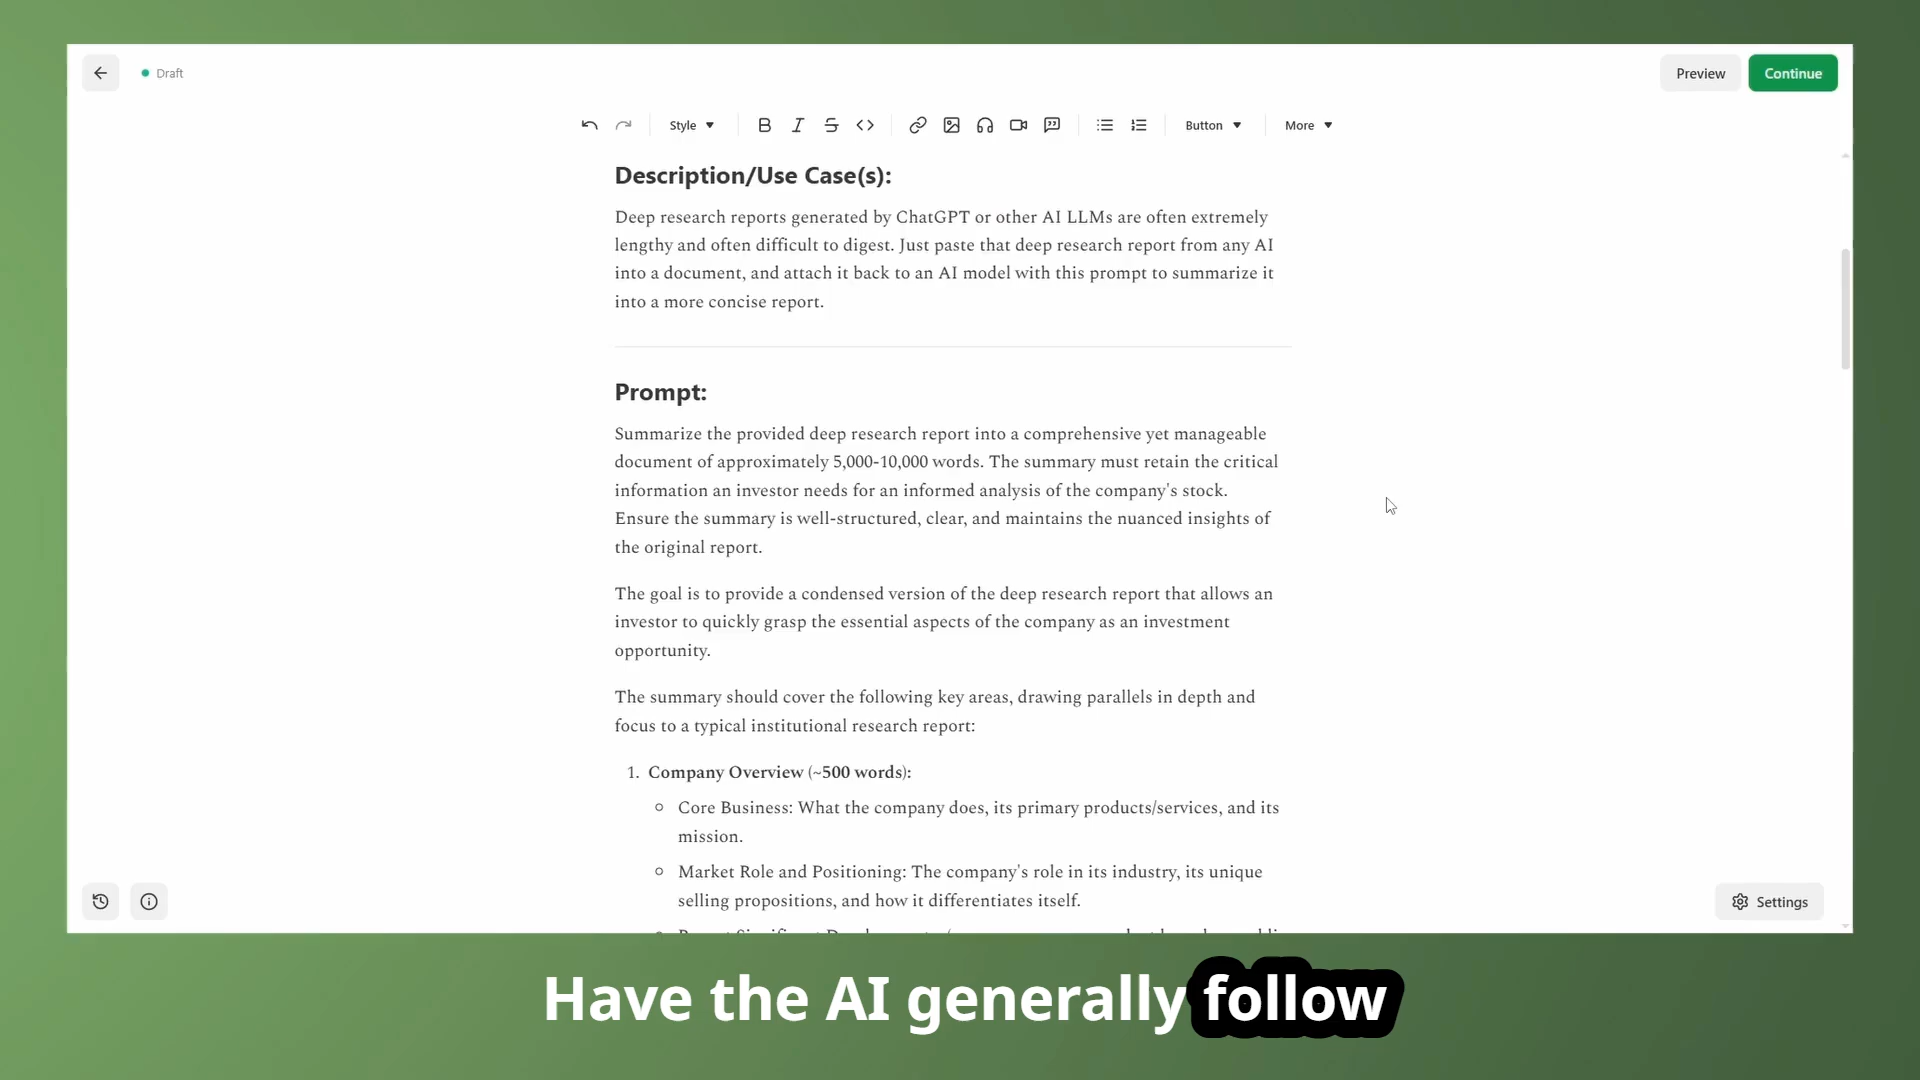 Draft
Preview
Continue
Style
Button
More
Description/Use Case(s):
Deep research reports generated by ChatGPT or other AI LLMs are often extremely
lengthy and often difficult to digest. Just paste that deep research report from any AI
into a document, and attach it back to an AI model with this prompt to summarize it
into a more concise report.
Prompt:
Summarize the provided deep research report into a comprehensive yet manageable
document of approximately 5,000-10,000 words. The summary must retain the critical
information an investor needs for an informed analysis of the company's stock.
Ensure the summary is well-structured, clear, and maintains the nuanced insights of
the original report.
The goal is to provide a condensed version of the deep research report that allows an
investor to quickly grasp the essential aspects of the company as an investment
opportunity.
The summary should cover the following key areas, drawing parallels in depth and
focus to a typical institutional research report:
1. Company Overview (~500 words):
Core Business: What the company does, its primary products/services, and its
mission.
Market Role and Positioning: The company's role in its industry, its unique
selling propositions, and how it differentiates itself.
Settings
Have the AI generally follow